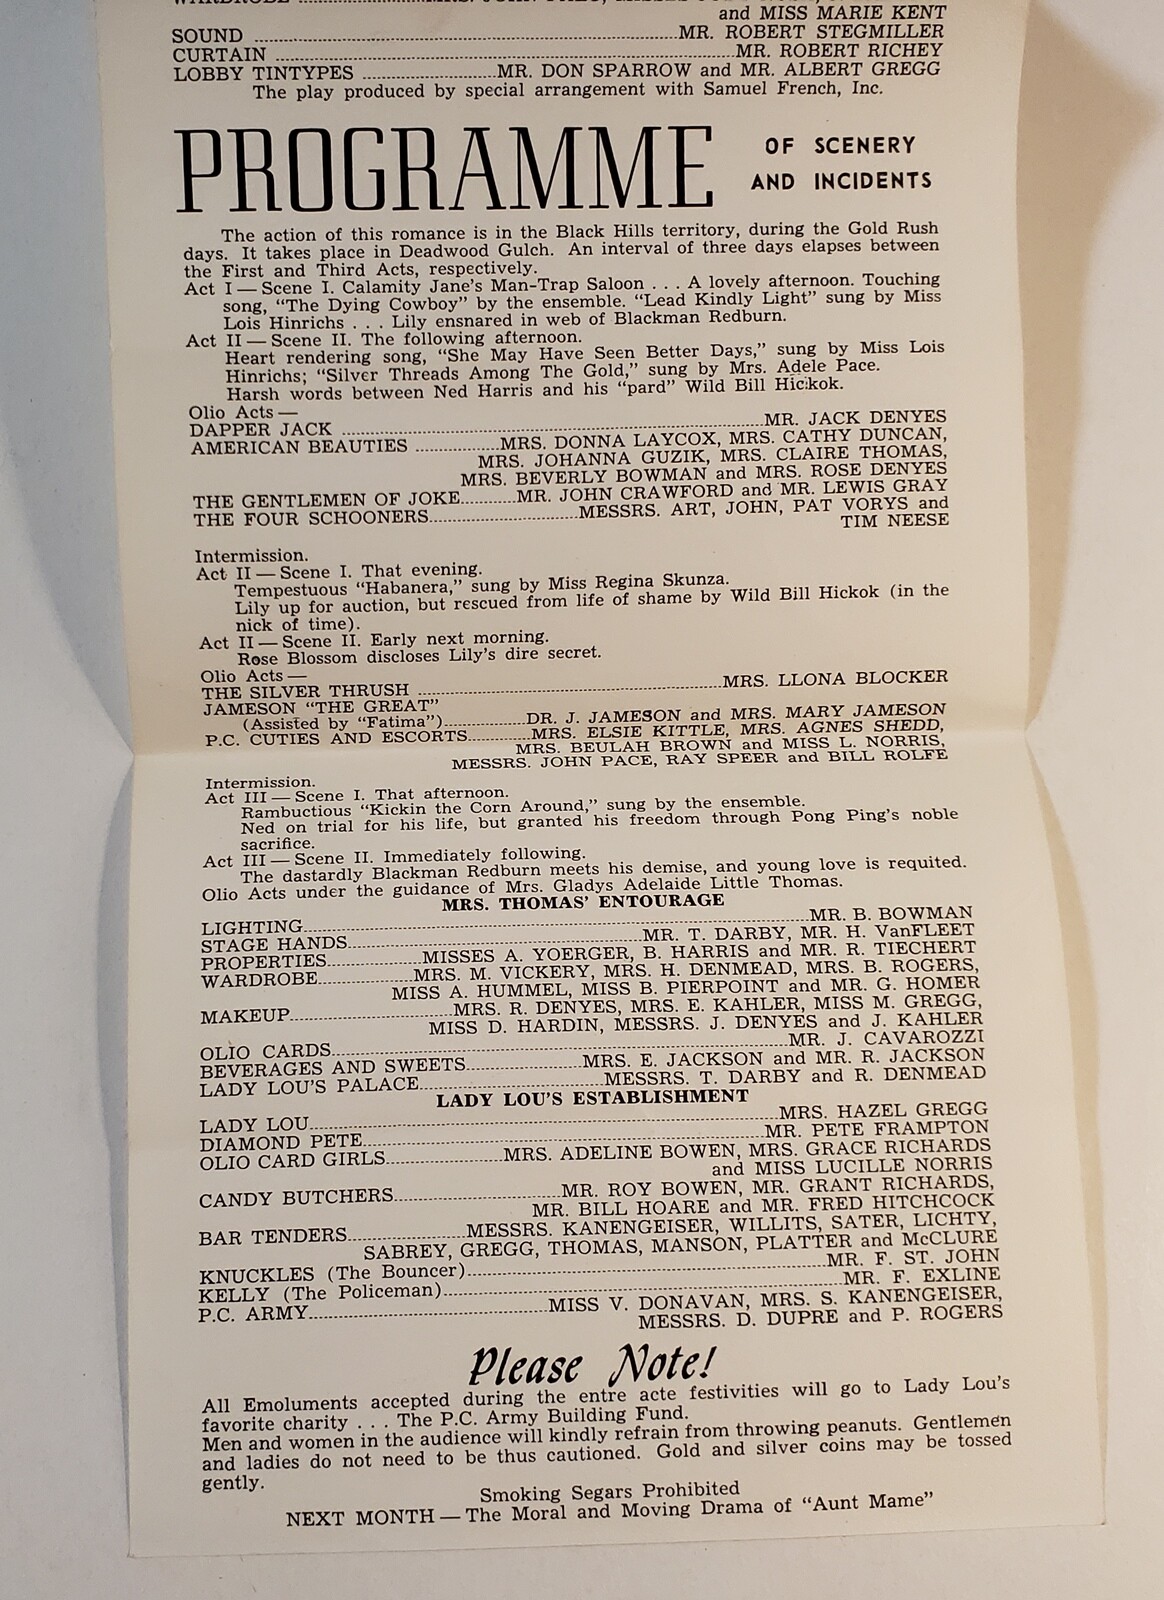 and MISS MARIE KENT
SOUND ... MR. ROBERT STEGMILLER
CURTAIN ... MR. ROBERT RICHEY
LOBBY TINTYPES ... MR. DON SPARROW and MR. ALBERT GREGG
The play produced by special arrangement with Samuel French, Inc.
PROGRAMME OF SCENERY
AND INCIDENTS
The action of this romance is in the Black Hills territory, during the Gold Rush
days. It takes place in Deadwood Gulch. An interval of three days elapses between
the First and Third Acts, respectively.
Act I — Scene I. Calamity Jane's Man-Trap Saloon . . . A lovely afternoon. Touching
song, "The Dying Cowboy" by the ensemble. "Lead Kindly Light" sung by Miss
Lois Hinrichs . . . Lily ensnared in web of Blackman Redburn.
Act II — Scene II. The following afternoon.
Heart rendering song, "She May Have Seen Better Days," sung by Miss Lois
Hinrichs; "Silver Threads Among The Gold," sung by Mrs. Adele Pace.
Harsh words between Ned Harris and his "pard" Wild Bill Hickok.
Olio Acts —
DAPPER JACK ... MR. JACK DENYES
AMERICAN BEAUTIES ... MRS. DONNA LAYCOX, MRS. CATHY DUNCAN,
MRS. JOHANNA GUZIK, MRS. CLAIRE THOMAS,
MRS. BEVERLY BOWMAN and MRS. ROSE DENYES
THE GENTLEMEN OF JOKE ... MR. JOHN CRAWFORD and MR. LEWIS GRAY
THE FOUR SCHOONERS ... MESSRS. ART, JOHN, PAT VORYS and
TIM NEESE
Intermission.
Act II — Scene I. That evening.
Tempestuous "Habanera," sung by Miss Regina Skunza.
Lily up for auction, but rescued from life of shame by Wild Bill Hickok (in the
nick of time).
Act II — Scene II. Early next morning.
Rose Blossom discloses Lily's dire secret.
Olio Acts —
THE SILVER THRUSH ... MRS. LLONA BLOCKER
JAMESON "THE GREAT"
(Assisted by "Fatima") ... DR. J. JAMESON and MRS. MARY JAMESON
P.C. CUTIES AND ESCORTS ... MRS. ELSIE KITTLE, MRS. AGNES SHEDD,
MRS. BEULAH BROWN and MISS L. NORRIS,
MESSRS. JOHN PACE, RAY SPEER and BILL ROLFE
Intermission.
Act III — Scene I. That afternoon.
Rambuctious "Kickin the Corn Around," sung by the ensemble.
Ned on trial for his life, but granted his freedom through Pong Ping's noble
sacrifice.
Act III — Scene II. Immediately following.
The dastardly Blackman Redburn meets his demise, and young love is requited.
Olio Acts under the guidance of Mrs. Gladys Adelaide Little Thomas.
MRS. THOMAS' ENTOURAGE
LIGHTING ... MR. B. BOWMAN
STAGE HANDS ... MR. T. DARBY, MR. H. VanFLEET
PROPERTIES ... MISSES A. YOERGER, B. HARRIS and MR. R. TIECHERT
WARDROBE ... MRS. M. VICKERY, MRS. H. DENMEAD, MRS. B. ROGERS,
MISS A. HUMMEL, MISS B. PIERPOINT and MR. G. HOMER
MAKEUP ... MRS. R. DENYES, MRS. E. KAHLER, MISS M. GREGG,
MISS D. HARDIN, MESSRS. J. DENYES and J. KAHLER
OLIO CARDS ... MR. J. CAVAROZZI
BEVERAGES AND SWEETS ... MRS. E. JACKSON and MR. R. JACKSON
LADY LOU'S PALACE ... MESSRS. T. DARBY and R. DENMEAD
LADY LOU'S ESTABLISHMENT
LADY LOU ... MRS. HAZEL GREGG
DIAMOND PETE ... MR. PETE FRAMPTON
OLIO CARD GIRLS ... MRS. ADELINE BOWEN, MRS. GRACE RICHARDS
and MISS LUCILLE NORRIS
CANDY BUTCHERS ... MR. ROY BOWEN, MR. GRANT RICHARDS,
MR. BILL HOARE and MR. FRED HITCHCOCK
BAR TENDERS ... MESSRS. KANENGEISER, WILLITS, SATER, LICHTY,
SABREY, GREGG, THOMAS, MANSON, PLATTER and McCLURE
KNUCKLES (The Bouncer) ... MR. F. ST. JOHN
KELLY (The Policeman) ... MR. F. EXLINE
P.C. ARMY ... MISS V. DONAVAN, MRS. S. KANENGEISER,
MESSRS. D. DUPRE and P. ROGERS
Please Note!
All Emoluments accepted during the entre acte festivities will go to Lady Lou's
favorite charity . . . The P.C. Army Building Fund.
Men and women in the audience will kindly refrain from throwing peanuts. Gentlemen
and ladies do not need to be thus cautioned. Gold and silver coins may be tossed
gently.
Smoking Segars Prohibited
NEXT MONTH — The Moral and Moving Drama of "Aunt Mame"